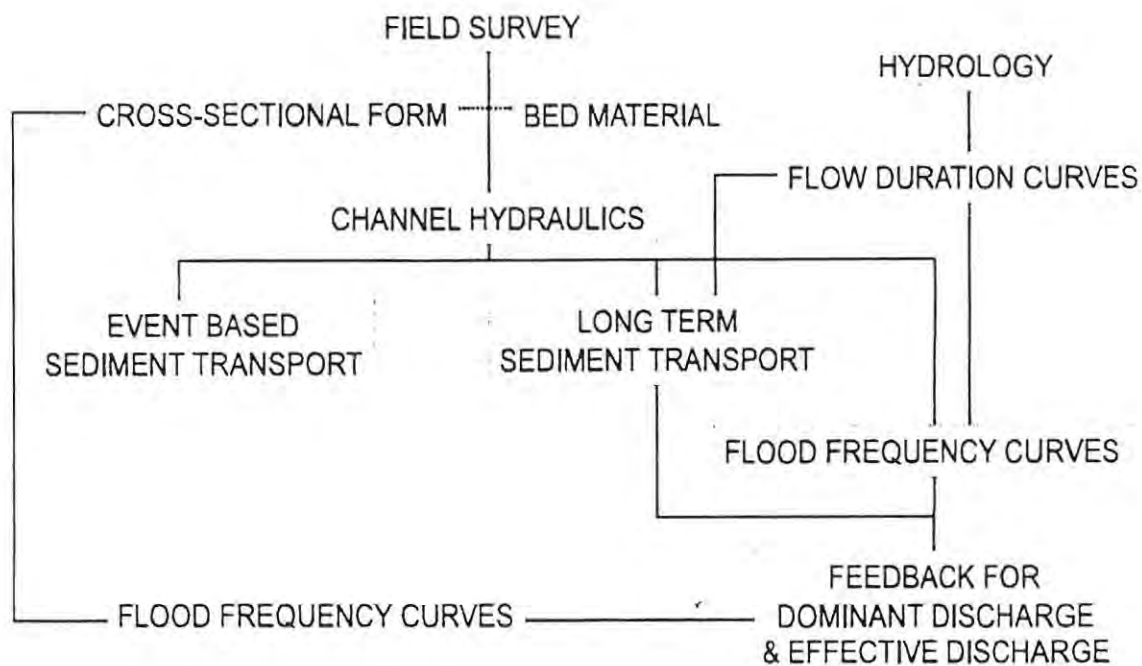 FIELD SURVEY
HYDROLOGY
CROSS-SECTIONAL FORM
BED MATERIAL
FLOW DURATION CURVES
CHANNEL HYDRAULICS
EVENT BASED
SEDIMENT TRANSPORT
LONG TERM
SEDIMENT TRANSPORT
FLOOD FREQUENCY CURVES
FEEDBACK FOR
DOMINANT DISCHARGE
& EFFECTIVE DISCHARGE
FLOOD FREQUENCY CURVES